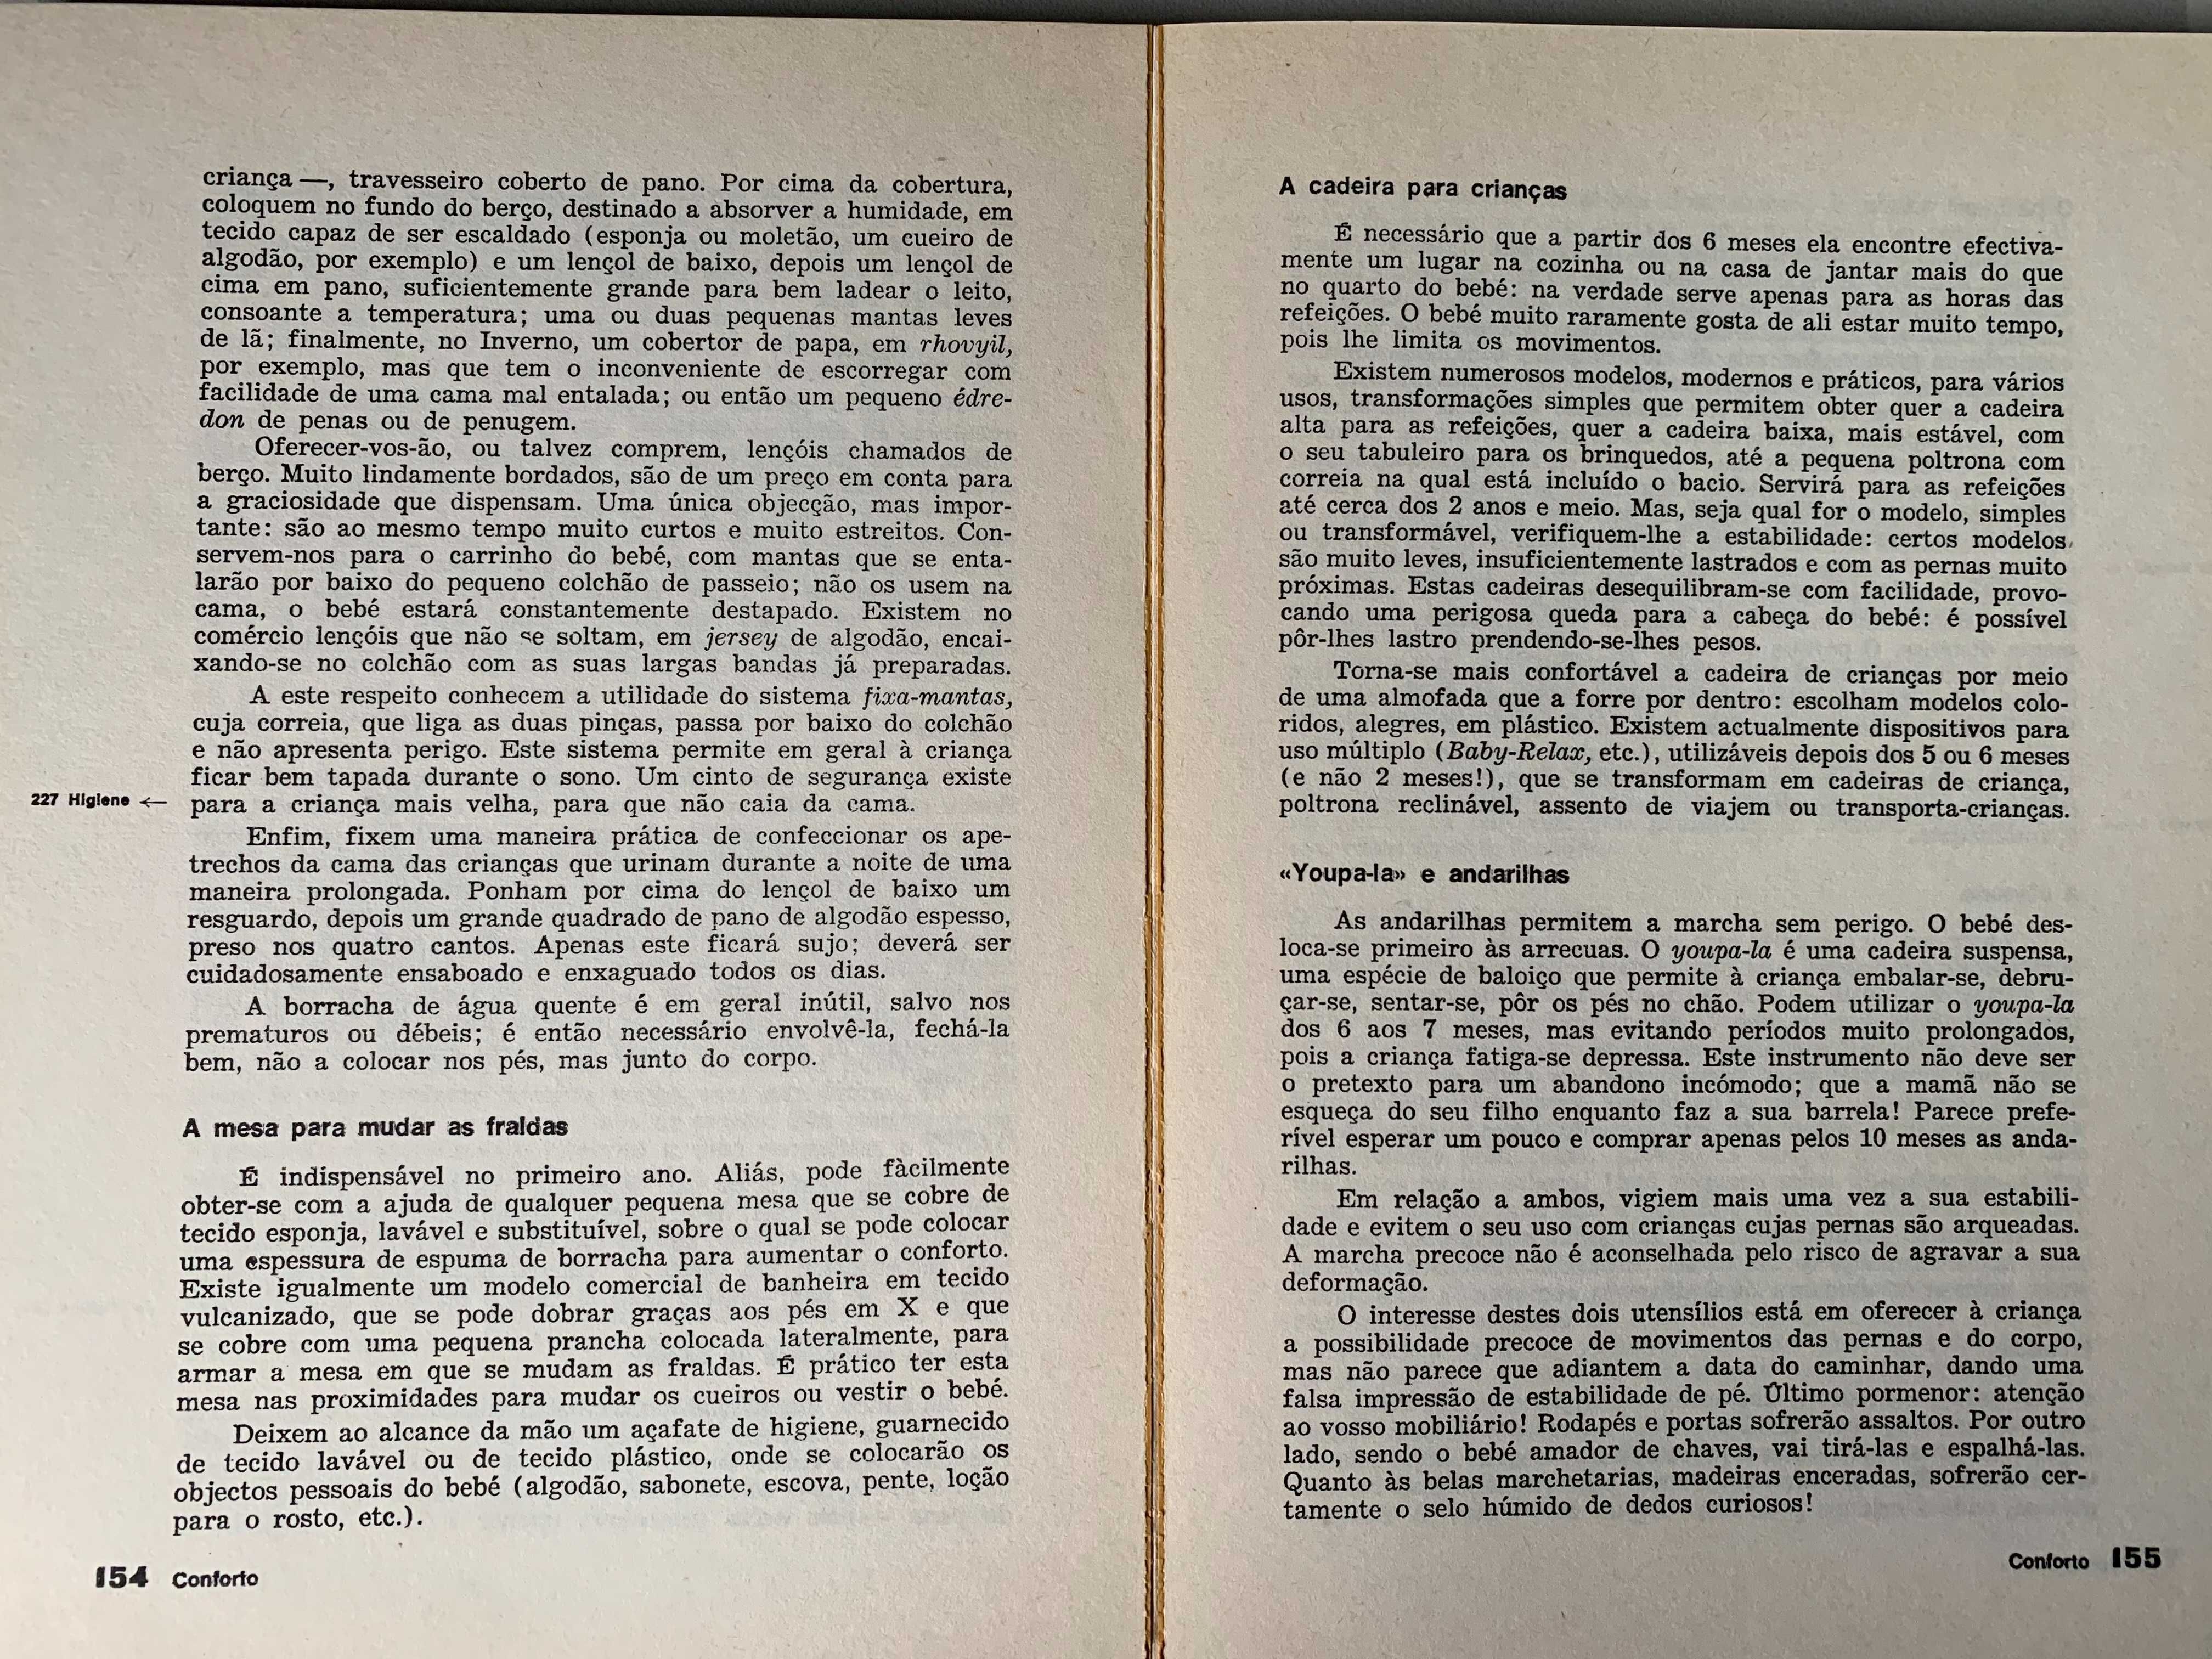 criança —, travesseiro coberto de pano. Por cima da cobertura,
coloquem no fundo do berço, destinado a absorver a humidade, em
tecido capaz de ser escaldado (esponja ou moletão, um cueiro de
algodão, por exemplo) e um lençol de baixo, depois um lençol de
cima em pano, suficientemente grande para bem ladear o leito,
consoante a temperatura; uma ou duas pequenas mantas leves
de lã; finalmente, no Inverno, um cobertor de papa, em rhovyil,
por exemplo, mas que tem o inconveniente de escorregar com
facilidade de uma cama mal entalada; ou então um pequeno édre-
don de penas ou de penugem.
Oferecer-vos-ão, ou talvez comprem, lençóis chamados de
berço. Muito lindamente bordados, são de um preço em conta para
a graciosidade que dispensam. Uma única objecção, mas impor-
tante: são ao mesmo tempo muito curtos e muito estreitos. Con-
servem-nos para o carrinho do bebé, com mantas que se enta-
larão por baixo do pequeno colchão de passeio; não os usem na
cama, o bebé estará constantemente destapado. Existem no
comércio lençóis que não se soltam, em jersey de algodão, encai-
xando-se no colchão com as suas largas bandas já preparadas.
A este respeito conhecem a utilidade do sistema fixa-mantas,
cuja correia, que liga as duas pinças, passa por baixo do colchão
e não apresenta perigo. Este sistema permite em geral à criança
ficar bem tapada durante o sono. Um cinto de segurança existe
227 Higiene ← para a criança mais velha, para que não caia da cama.
Enfim, fixem uma maneira prática de confeccionar os ape-
trechos da cama das crianças que urinam durante a noite de uma
maneira prolongada. Ponham por cima do lençol de baixo um
resguardo, depois um grande quadrado de pano de algodão espesso,
preso nos quatro cantos. Apenas este ficará sujo; deverá ser
cuidadosamente ensaboado e enxaguado todos os dias.
A borracha de água quente é em geral inútil, salvo nos
prematuros ou débeis; é então necessário envolvê-la, fechá-la
bem, não a colocar nos pés, mas junto do corpo.
A mesa para mudar as fraldas
É indispensável no primeiro ano. Aliás, pode fàcilmente
obter-se com a ajuda de qualquer pequena mesa que se cobre de
tecido esponja, lavável e substituível, sobre o qual se pode colocar
uma espessura de espuma de borracha para aumentar o conforto.
Existe igualmente um modelo comercial de banheira em tecido
vulcanizado, que se pode dobrar graças aos pés em X e que
se cobre com uma pequena prancha colocada lateralmente, para
armar a mesa em que se mudam as fraldas. É prático ter esta
mesa nas proximidades para mudar os cueiros ou vestir o bebé.
Deixem ao alcance da mão um açafate de higiene, guarnecido
de tecido lavável ou de tecido plástico, onde se colocarão os
objectos pessoais do bebé (algodão, sabonete, escova, pente, loção
para o rosto, etc.).
154 Conforto
A cadeira para crianças
É necessário que a partir dos 6 meses ela encontre efectiva-
mente um lugar na cozinha ou na casa de jantar mais do que
no quarto do bebé: na verdade serve apenas para as horas das
refeições. O bebé muito raramente gosta de ali estar muito tempo,
pois lhe limita os movimentos.
Existem numerosos modelos, modernos e práticos, para vários
usos, transformações simples que permitem obter quer a cadeira
alta para as refeições, quer a cadeira baixa, mais estável, com
o seu tabuleiro para os brinquedos, até a pequena poltrona com
correia na qual está incluído o bacio. Servirá para as refeições
até cerca dos 2 anos e meio. Mas, seja qual for o modelo, simples
ou transformável, verifiquem-lhe a estabilidade: certos modelos
são muito leves, insuficientemente lastrados e com as pernas muito
próximas. Estas cadeiras desequilibram-se com facilidade, provo-
cando uma perigosa queda para a cabeça do bebé: é possível
pôr-lhes lastro prendendo-se-lhes pesos.
Torna-se mais confortável a cadeira de crianças por meio
de uma almofada que a forre por dentro: escolham modelos colo-
ridos, alegres, em plástico. Existem actualmente dispositivos para
uso múltiplo (Baby-Relax, etc.), utilizáveis depois dos 5 ou 6 meses
(e não 2 meses!), que se transformam em cadeiras de criança,
poltrona reclinável, assento de viajem ou transporta-crianças.
«Youpa-la» e andarilhas
As andarilhas permitem a marcha sem perigo. O bebé des-
loca-se primeiro às arrecuas. O youpa-la é uma cadeira suspensa,
uma espécie de baloiço que permite à criança embalar-se, debru-
çar-se, sentar-se, pôr os pés no chão. Podem utilizar o youpa-la
dos 6 aos 7 meses, mas evitando períodos muito prolongados,
pois a criança fatiga-se depressa. Este instrumento não deve ser
o pretexto para um abandono incómodo; que a mamã não se
esqueça do seu filho enquanto faz a sua barrela! Parece prefe-
rível esperar um pouco e comprar apenas pelos 10 meses as anda-
rilhas.
Em relação a ambos, vigiem mais uma vez a sua estabili-
dade e evitem o seu uso com crianças cujas pernas são arqueadas.
A marcha precoce não é aconselhada pelo risco de agravar a sua
deformação.
O interesse destes dois utensílios está em oferecer à criança
a possibilidade precoce de movimentos das pernas e do corpo,
mas não parece que adiantem a data do caminhar, dando uma
falsa impressão de estabilidade de pé. Último pormenor: atenção
ao vosso mobiliário! Rodapés e portas sofrerão assaltos. Por outro
lado, sendo o bebé amador de chaves, vai tirá-las e espalhá-las.
Quanto às belas marchetarias, madeiras enceradas, sofrerão cer-
tamente o selo húmido de dedos curiosos!
Conforto 155